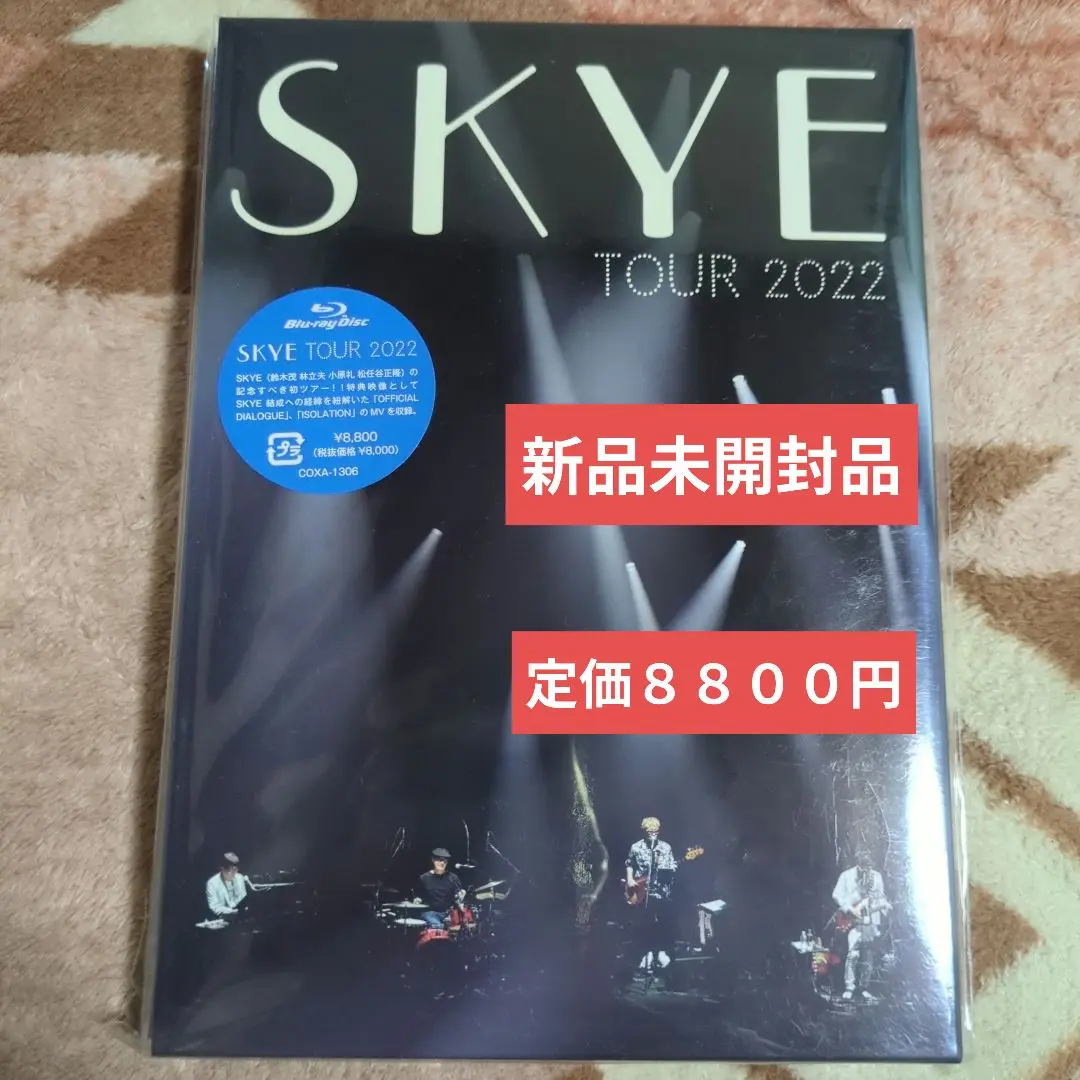 SKYE
TOUR 2022
Blu-ray Disc
SKYE TOUR 2022
SKYE（鈴木茂 林立夫 小原礼 松任谷正隆）の
記念すべき初ツアー！！特典映像として
SKYE 結成への経緯を紐解いた「OFFICIAL
DIALOGUE」、「ISOLATION」のMVを収録。
プラ
¥8,800
（税抜価格 ¥8,000）
COXA-1306
新品未開封品
定価８８００円